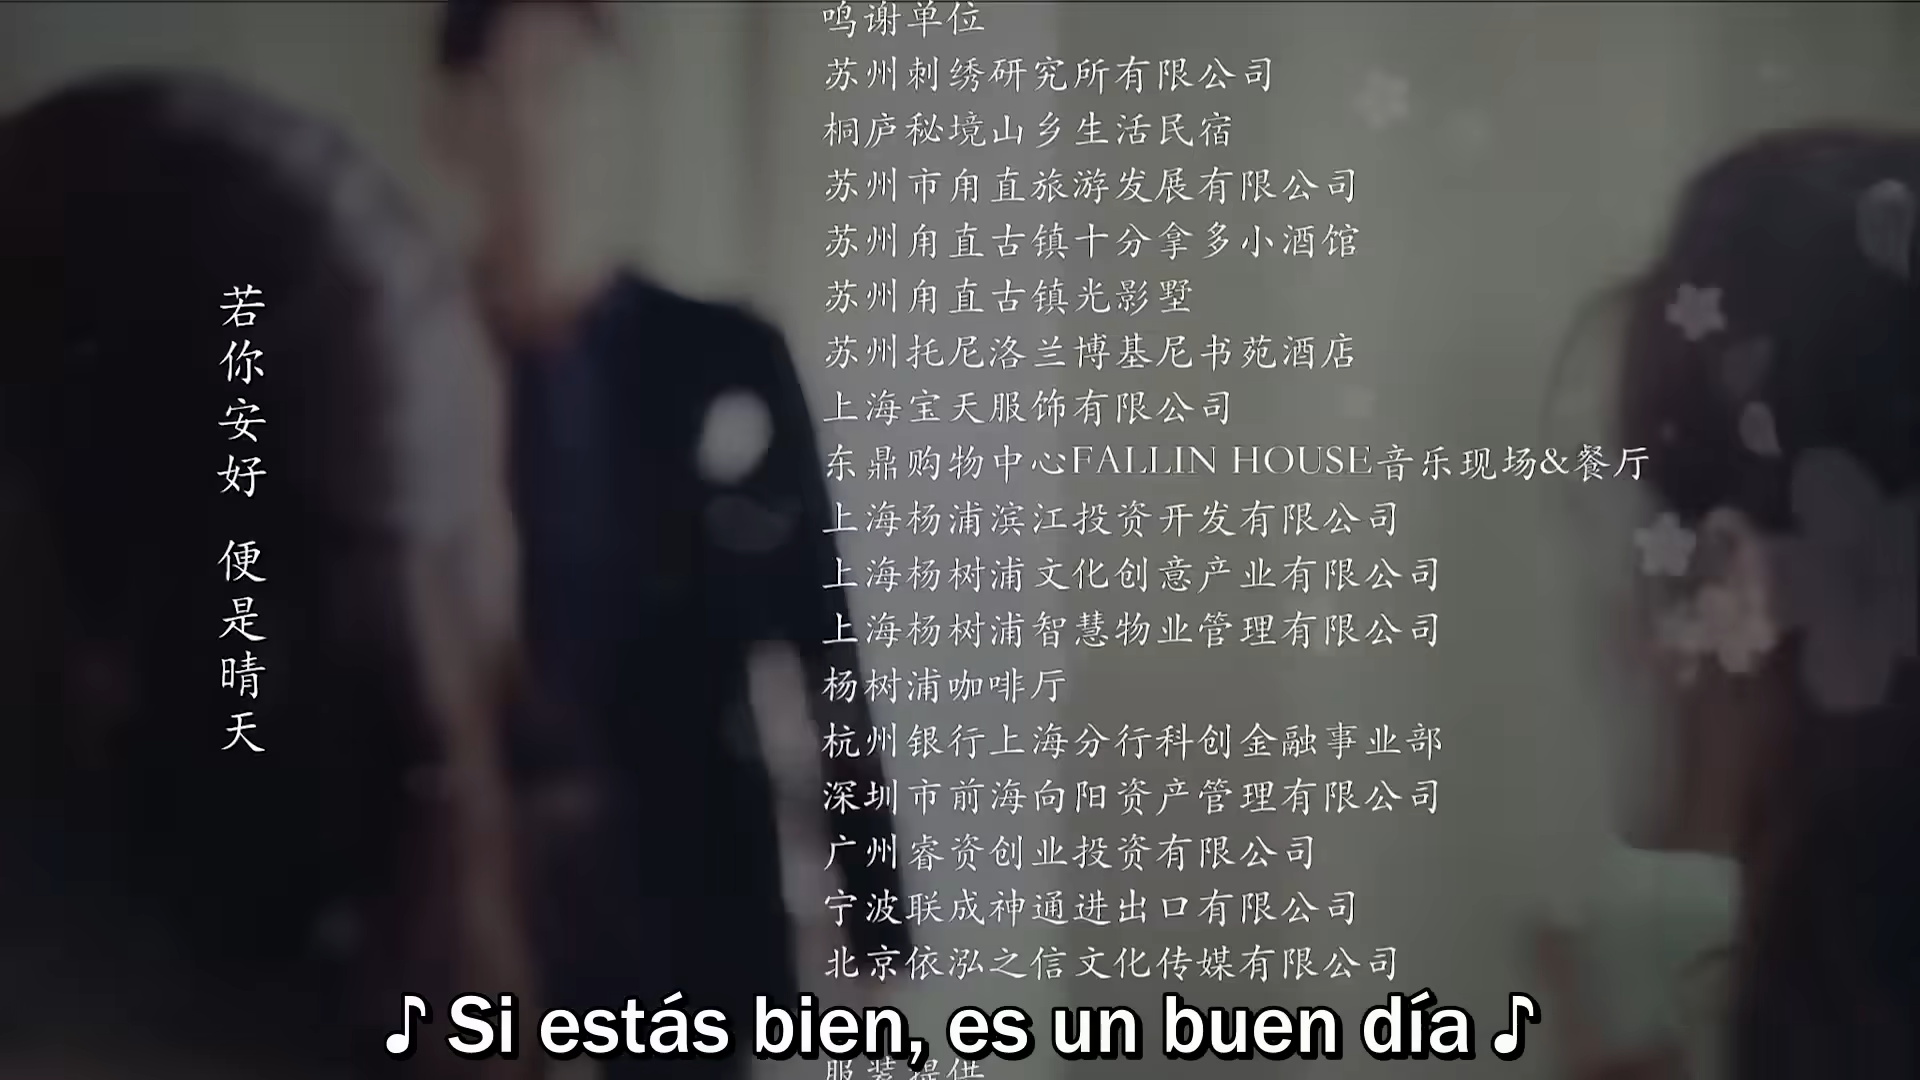 鸣谢单位
苏州刺绣研究所有限公司
桐庐秘境山乡生活民宿
苏州市甪直旅游发展有限公司
苏州甪直古镇十分拿多小酒馆
苏州甪直古镇光影墅
苏州托尼洛兰博基尼书苑酒店
上海宝天服饰有限公司
东鼎购物中心FALLIN HOUSE音乐现场&餐厅
上海杨浦滨江投资开发有限公司
上海杨树浦文化创意产业有限公司
上海杨树浦智慧物业管理有限公司
杨树浦咖啡厅
杭州银行上海分行科创金融事业部
深圳市前海向阳资产管理有限公司
广州睿资创业投资有限公司
宁波联成神通进出口有限公司
北京依泓之信文化传媒有限公司
服装提供
若你安好 便是晴天
♪ Si estás bien, es un buen día ♪